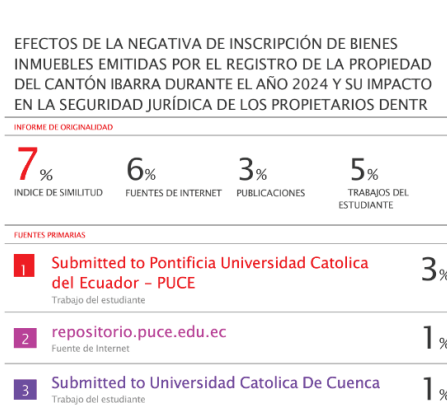 EFECTOS DE LA NEGATIVA DE INSCRIPCIÓN DE BIENES
INMUEBLES EMITIDAS POR EL REGISTRO DE LA PROPIEDAD
DEL CANTÓN IBARRA DURANTE EL AÑO 2024 Y SU IMPACTO
EN LA SEGURIDAD JURÍDICA DE LOS PROPIETARIOS DENTR
INFORME DE ORIGINALIDAD
7% 6% 3% 5%
INDICE DE SIMILITUD FUENTES DE INTERNET PUBLICACIONES TRABAJOS DEL
ESTUDIANTE
FUENTES PRIMARIAS
1 Submitted to Pontificia Universidad Catolica 3%
del Ecuador - PUCE
Trabajo del estudiante
2 repositorio.puce.edu.ec 1%
Fuente de Internet
3 Submitted to Universidad Catolica De Cuenca 1%
Trabajo del estudiante